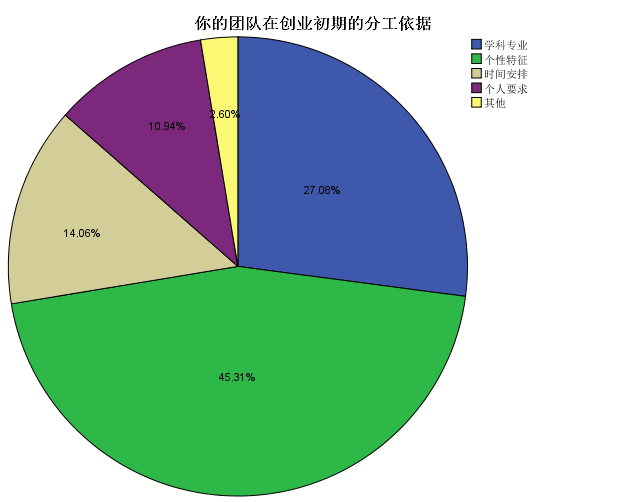 你的团队在创业初期的分工依据
学科专业
个性特征
时间安排
个人要求
其他
2.60%
10.94%
27.08%
14.06%
45.31%